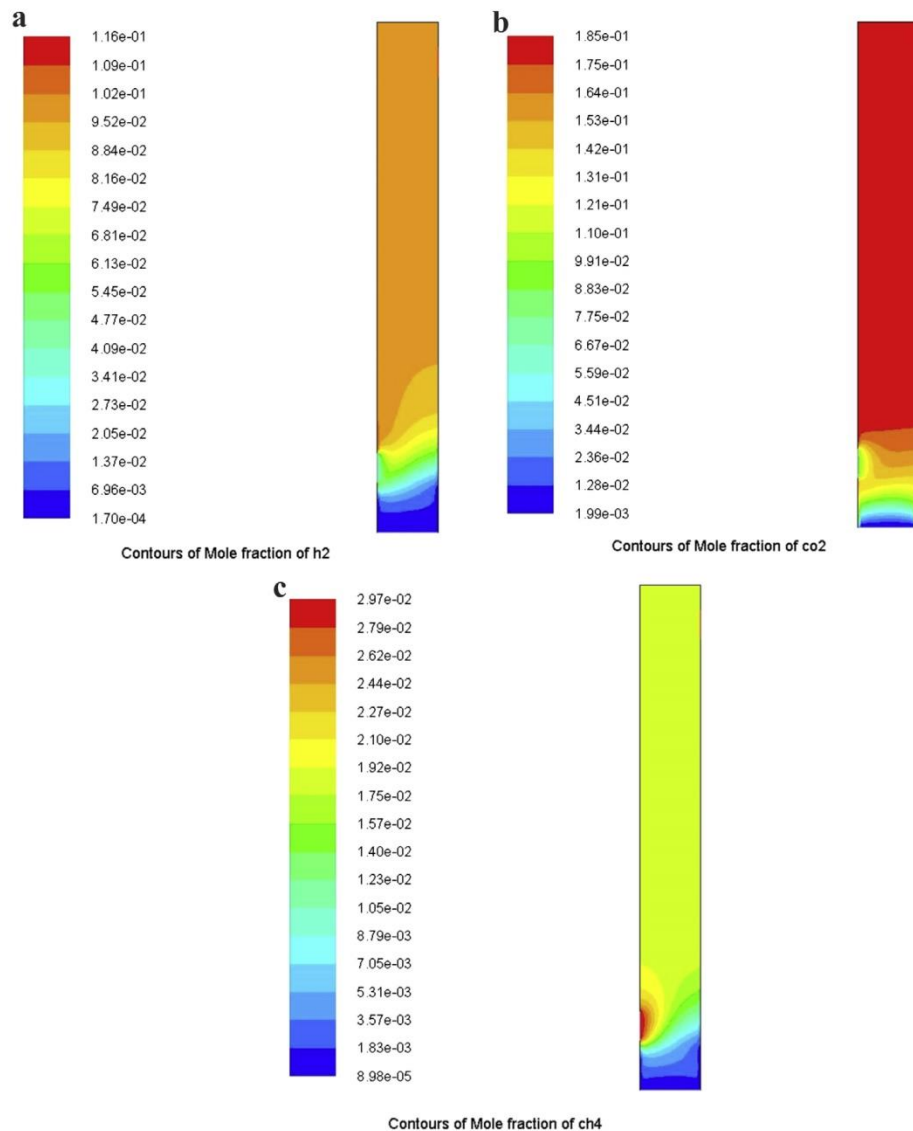 a
1.16e-01
1.09e-01
1.02e-01
9.52e-02
8.84e-02
8.16e-02
7.49e-02
6.81e-02
6.13e-02
5.45e-02
4.77e-02
4.09e-02
3.41e-02
2.73e-02
2.05e-02
1.37e-02
6.96e-03
1.70e-04
Contours of Mole fraction of h2
b
1.85e-01
1.75e-01
1.64e-01
1.53e-01
1.42e-01
1.31e-01
1.21e-01
1.10e-01
9.91e-02
8.83e-02
7.75e-02
6.67e-02
5.59e-02
4.51e-02
3.44e-02
2.36e-02
1.28e-02
1.99e-03
Contours of Mole fraction of co2
c
2.97e-02
2.79e-02
2.62e-02
2.44e-02
2.27e-02
2.10e-02
1.92e-02
1.75e-02
1.57e-02
1.40e-02
1.23e-02
1.05e-02
8.79e-03
7.05e-03
5.31e-03
3.57e-03
1.83e-03
8.98e-05
Contours of Mole fraction of ch4